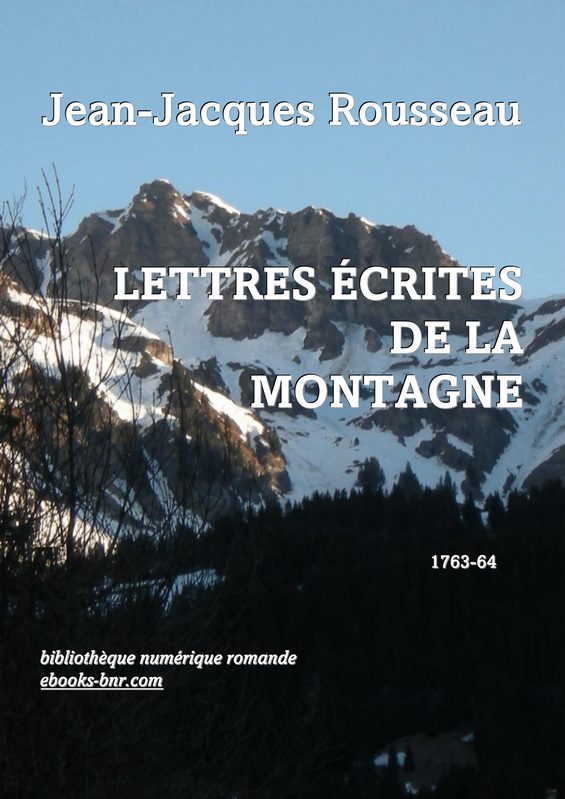 Jean-Jacques Rousseau
LETTRES ÉCRITES
DE LA
MONTAGNE
1763-64
bibliothèque numérique romande
ebooks-bnr.com